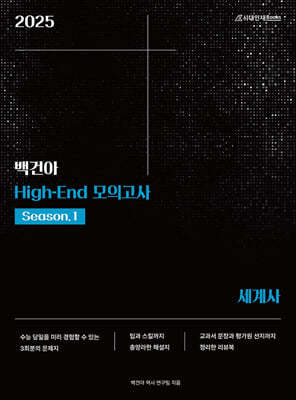 2025
시대인재Books
백건아
High-End 모의고사
Season.1
세계사
수능 당일을 미리 경험할 수 있는
3회분의 문제지
팁과 스킬까지
총망라한 해설지
교과서 문장과 평가원 선지까지
정리한 리뷰북
백건아 역사 연구팀 지음